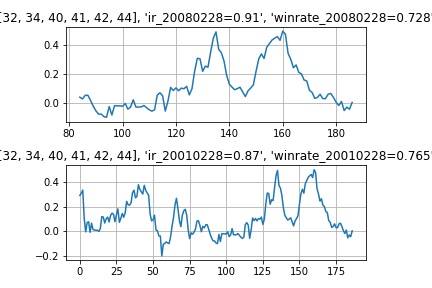 [32, 34, 40, 41, 42, 44], 'ir_20080228=0.91', 'winrate_20080228=0.728'
0.4
0.2
0.0
80 100 120 140 160 180
[32, 34, 40, 41, 42, 44], 'ir_20010228=0.87', 'winrate_20010228=0.765'
0.4
0.2
0.0
−0.2
0 25 50 75 100 125 150 175